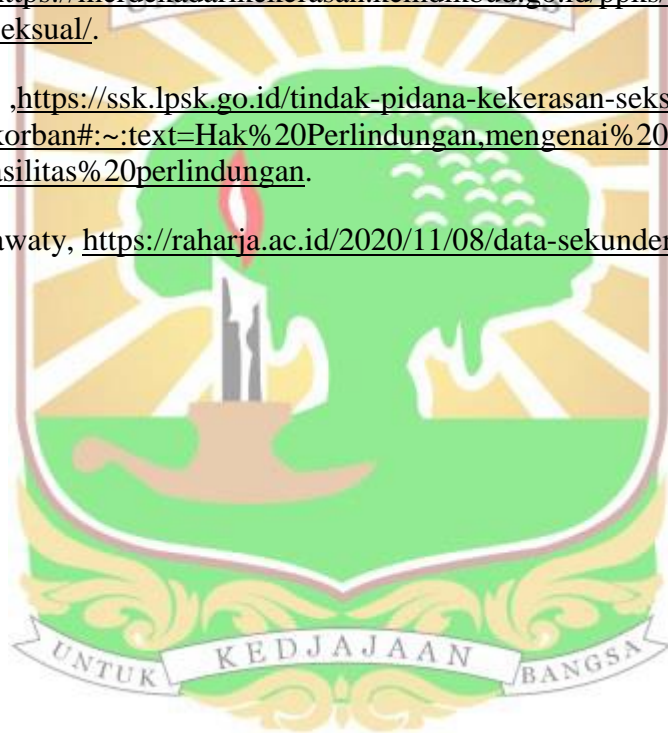 eksual/.
,https://ssk.lpsk.go.id/tindak-pidana-kekerasan-seks
korban#:~:text=Hak%20Perlindungan,mengenai%20
asilitas%20perlindungan.
awaty, https://raharja.ac.id/2020/11/08/data-sekunder
UNTUK KEDJAJAAN BANGSA